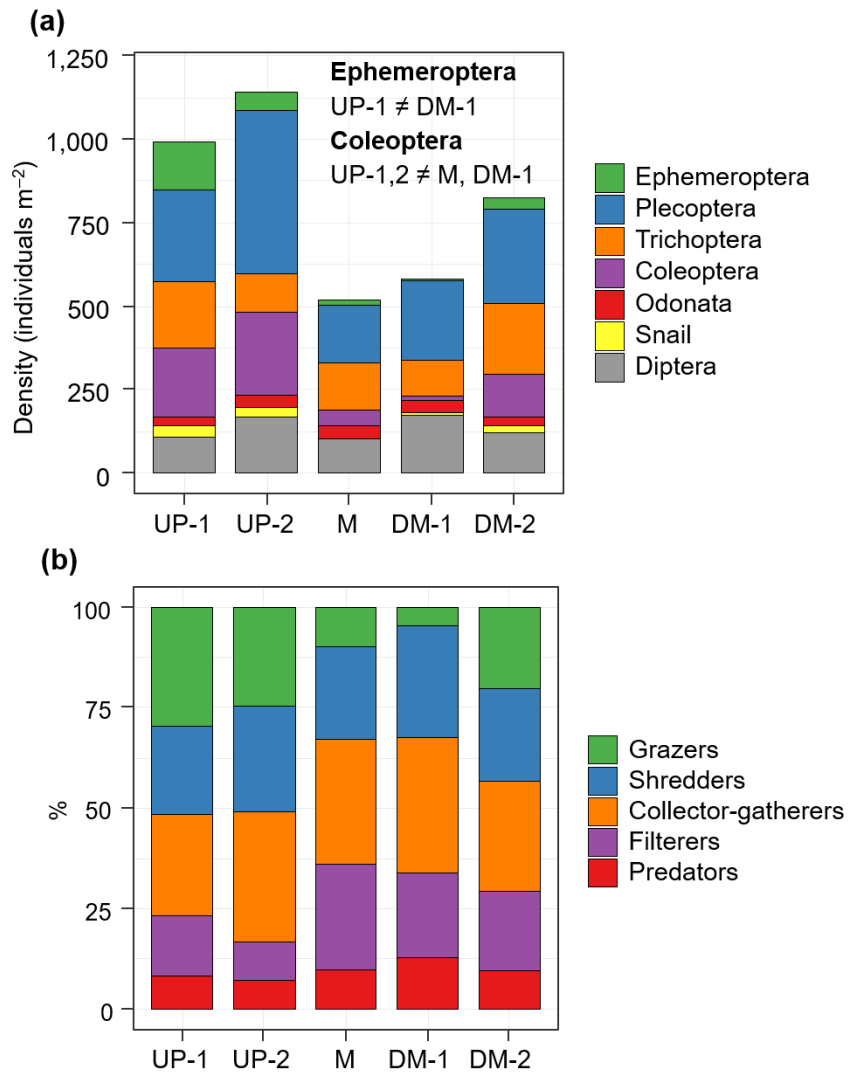 (a)
Density (individuals m⁻²)
1,250
1,000
750
500
250
0
Ephemeroptera
UP-1 ≠ DM-1
Coleoptera
UP-1,2 ≠ M, DM-1
UP-1 UP-2 M DM-1 DM-2
Ephemeroptera
Plecoptera
Trichoptera
Coleoptera
Odonata
Snail
Diptera
(b)
%
100
75
50
25
0
UP-1 UP-2 M DM-1 DM-2
Grazers
Shredders
Collector-gatherers
Filterers
Predators